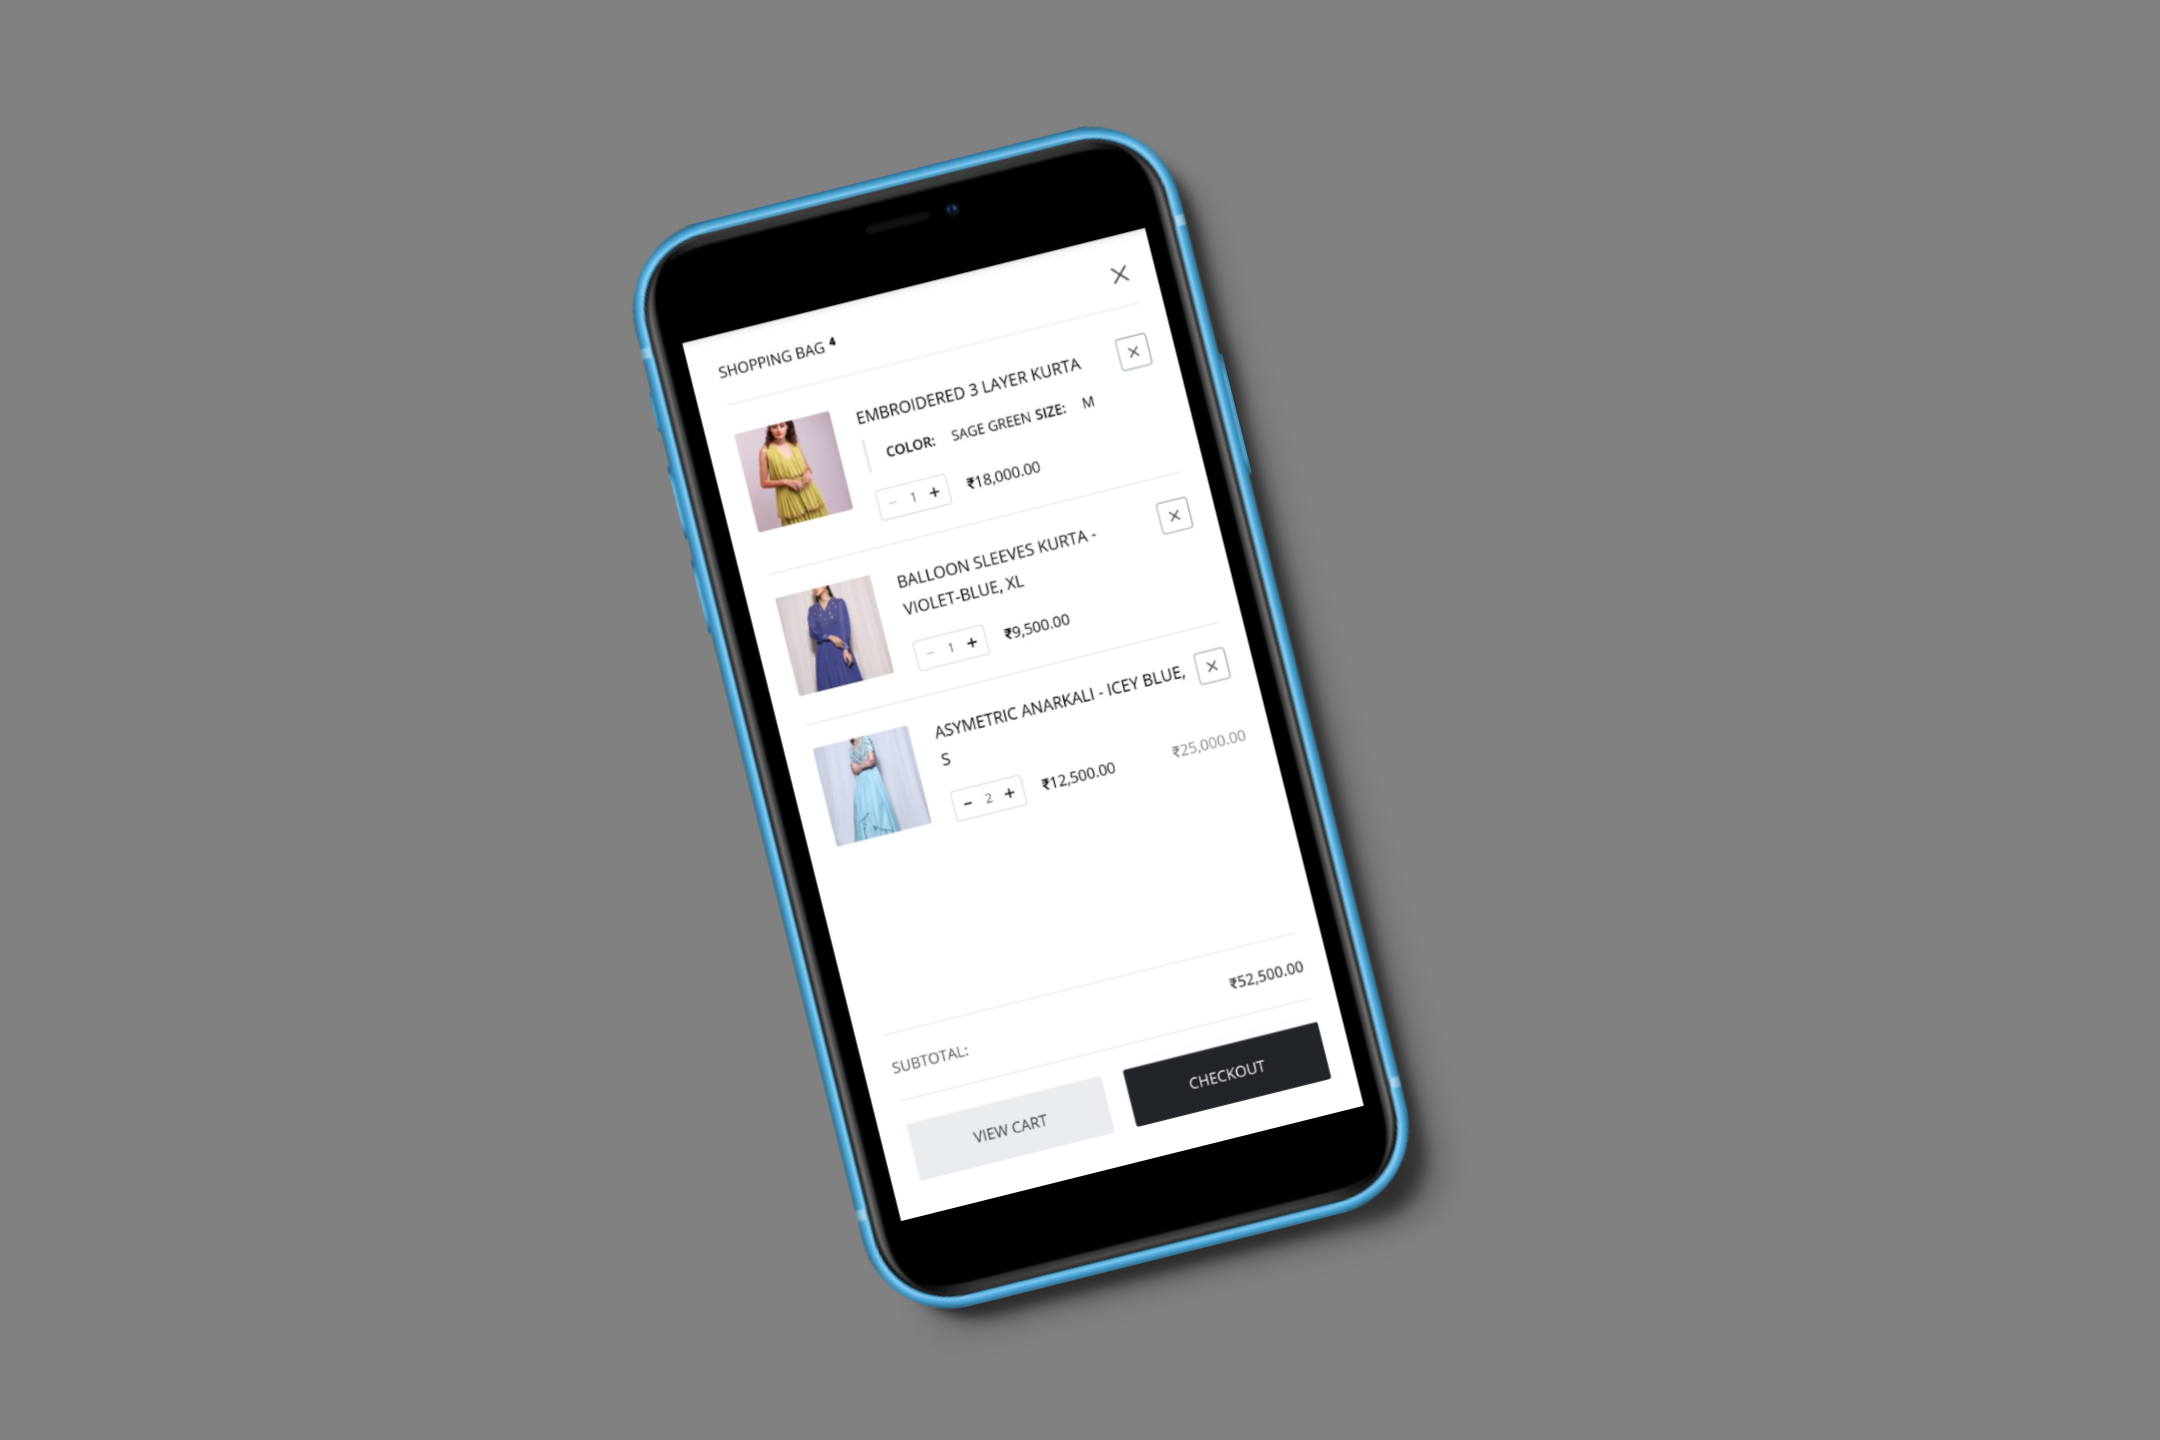 SHOPPING BAG 4
EMBROIDERED 3 LAYER KURTA
COLOR: SAGE GREEN SIZE: M
1 ₹18,000.00
BALLOON SLEEVES KURTA -
VIOLET-BLUE, XL
1 ₹9,500.00
ASYMETRIC ANARKALI - ICEY BLUE,
S
2 ₹12,500.00 ₹25,000.00
SUBTOTAL: ₹52,500.00
VIEW CART CHECKOUT